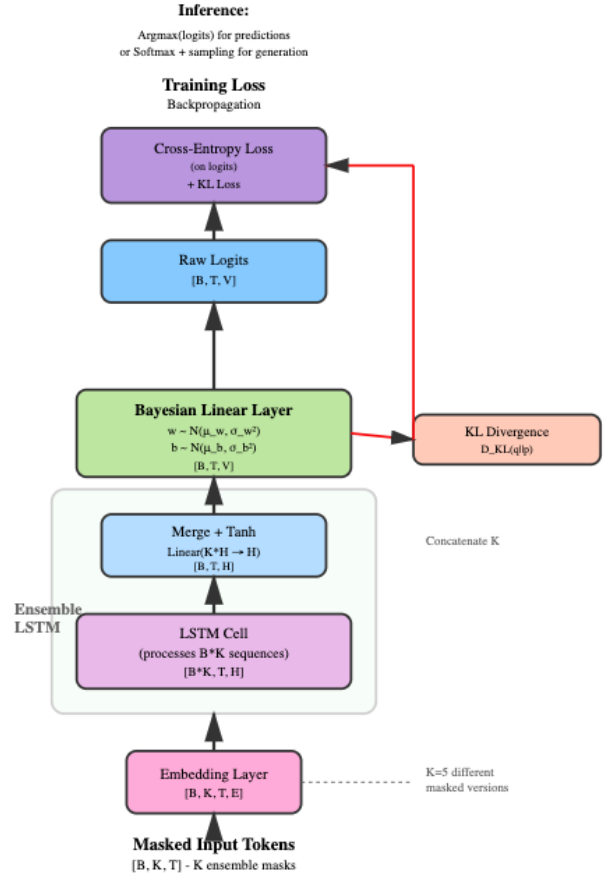 Inference:
Argmax(logits) for predictions
or Softmax + sampling for generation
Training Loss
Backpropagation
Cross-Entropy Loss
(on logits)
+ KL Loss
Raw Logits
[B, T, V]
Bayesian Linear Layer
w ~ N(μ_w, σ_w²)
b ~ N(μ_b, σ_b²)
[B, T, V]
KL Divergence
D_KL(q||p)
Merge + Tanh
Linear(K*H → H)
[B, T, H]
Concatenate K
Ensemble
LSTM
LSTM Cell
(processes B*K sequences)
[B*K, T, H]
Embedding Layer
[B, K, T, E]
K=5 different
masked versions
Masked Input Tokens
[B, K, T] - K ensemble masks